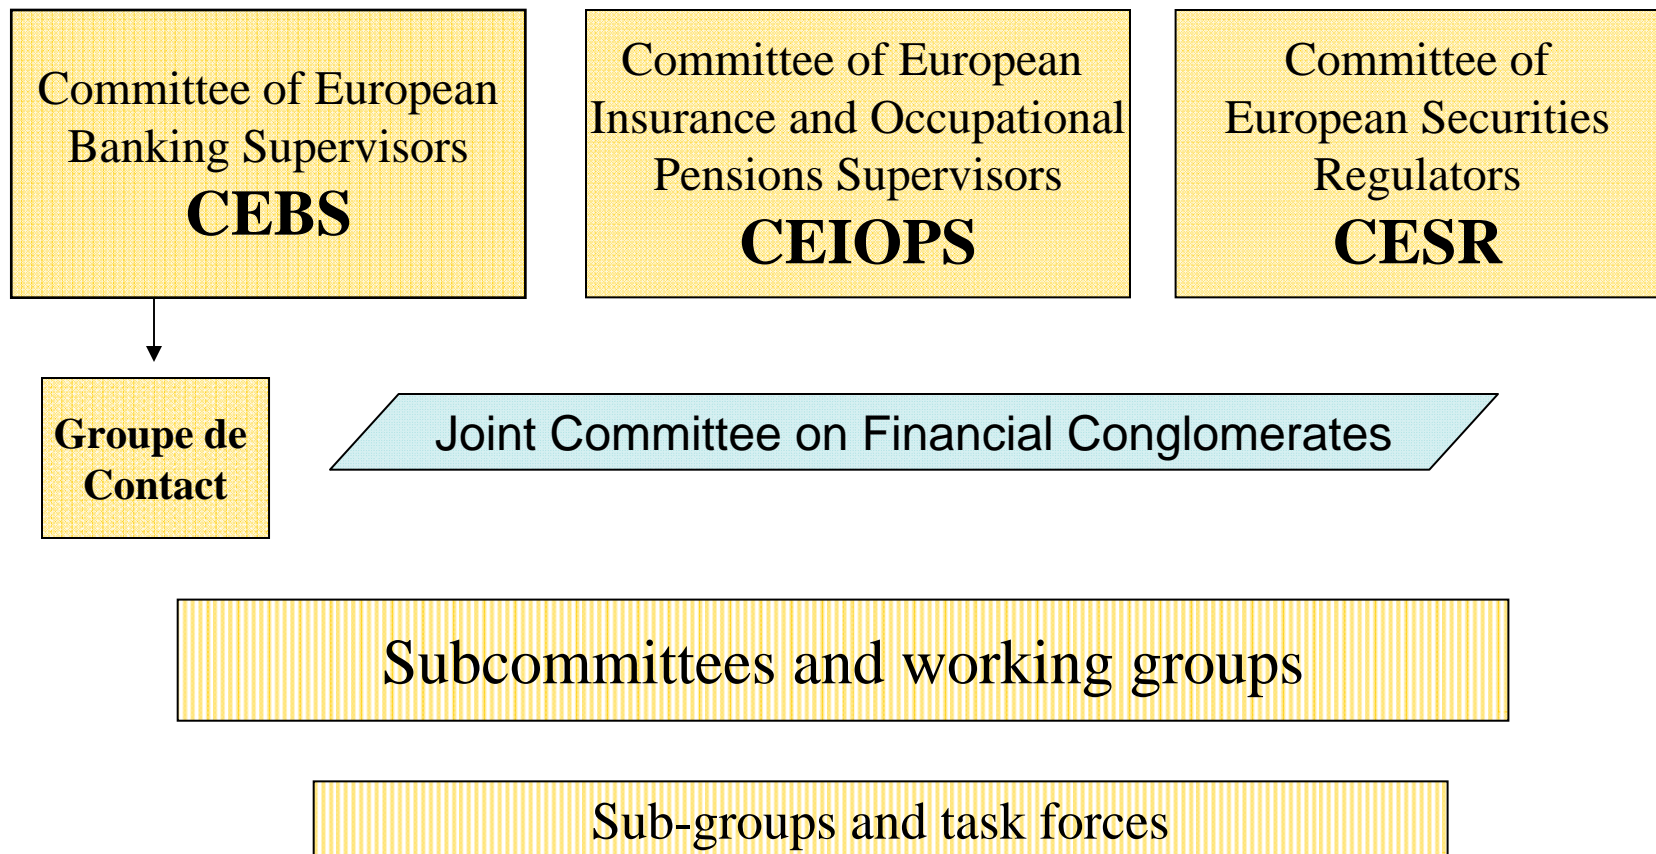 Committee of European
Banking Supervisors
CEBS
Committee of European
Insurance and Occupational
Pensions Supervisors
CEIOPS
Committee of
European Securities
Regulators
CESR
Groupe de
Contact
Joint Committee on Financial Conglomerates
Subcommittees and working groups
Sub-groups and task forces